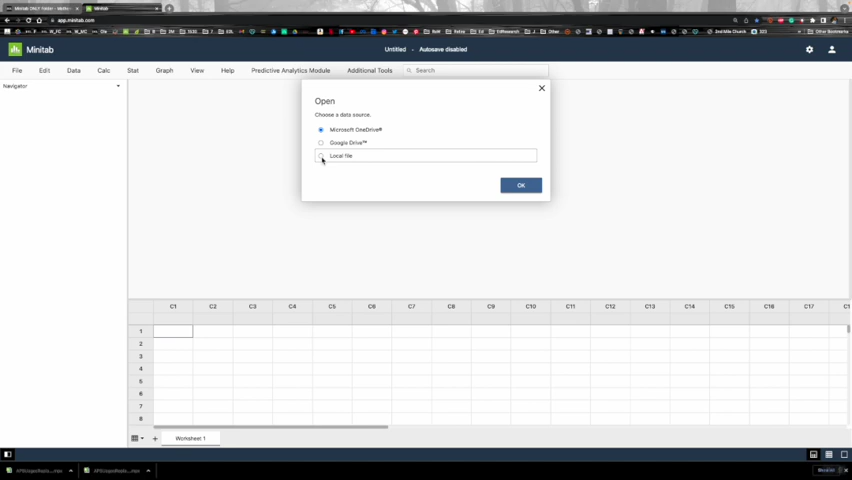 Minitab
app.minitab.com
Other Bookmarks
Minitab
Untitled - Autosave disabled
File Edit Data Calc Stat Graph View Help Predictive Analytics Module Additional Tools Search
Navigator
Open
Choose a data source.
Microsoft OneDrive®
Google Drive™
Local file
OK
C1 C2 C3 C4 C5 C6 C7 C8 C9 C10 C11 C12 C13 C14 C15 C16 C17
1
2
3
4
5
6
7
8
Worksheet 1